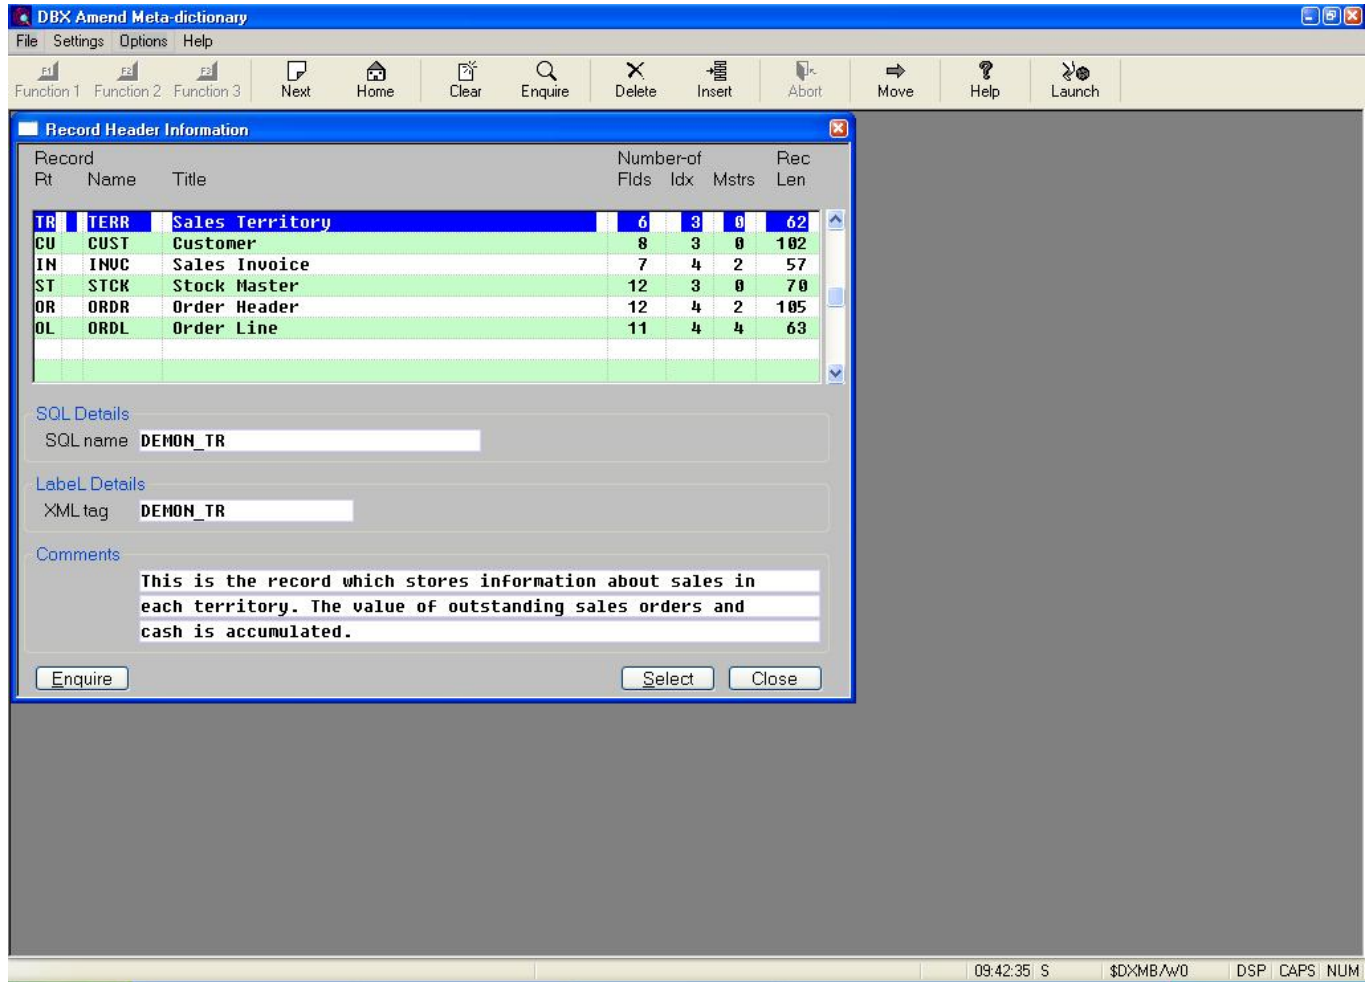 DBX Amend Meta-dictionary
File Settings Options Help
F1 F2 F3
Function 1 Function 2 Function 3 Next Home Clear Enquire Delete Insert Abort Move Help Launch
Record Header Information
Record Number-of Rec
Rt Name Title Flds Idx Mstrs Len
TR TERR Sales Territory 6 3 0 62
CU CUST Customer 8 3 0 102
IN INVC Sales Invoice 7 4 2 57
ST STCK Stock Master 12 3 0 70
OR ORDR Order Header 12 4 2 105
OL ORDL Order Line 11 4 4 63
SQL Details
SQL name DEMON_TR
LabeL Details
XML tag DEMON_TR
Comments
This is the record which stores information about sales in
each territory. The value of outstanding sales orders and
cash is accumulated.
Enquire Select Close
09:42:35 S $DXMB/W0 DSP CAPS NUM